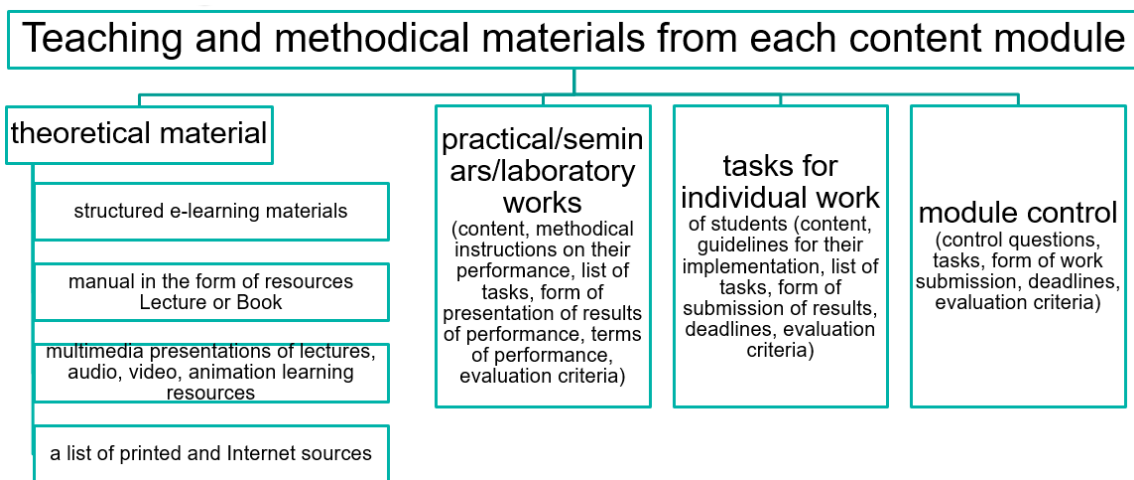 Teaching and methodical materials from each content module
theoretical material
structured e-learning materials
manual in the form of resources
Lecture or Book
multimedia presentations of lectures,
audio, video, animation learning
resources
a list of printed and Internet sources
practical/semin
ars/laboratory
works
(content, methodical
instructions on their
performance, list of
tasks, form of
presentation of results
of performance, terms
of performance,
evaluation criteria)
tasks for
individual work
of students (content,
guidelines for their
implementation, list of
tasks, form of
submission of results,
deadlines, evaluation
criteria)
module control
(control questions,
tasks, form of work
submission, deadlines,
evaluation criteria)